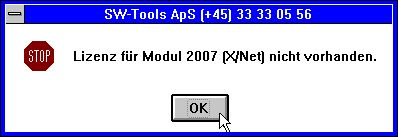 SW-Tools ApS (+45) 33 33 05 56
STOP
Lizenz für Modul 2007 (X/Net) nicht vorhanden.
OK